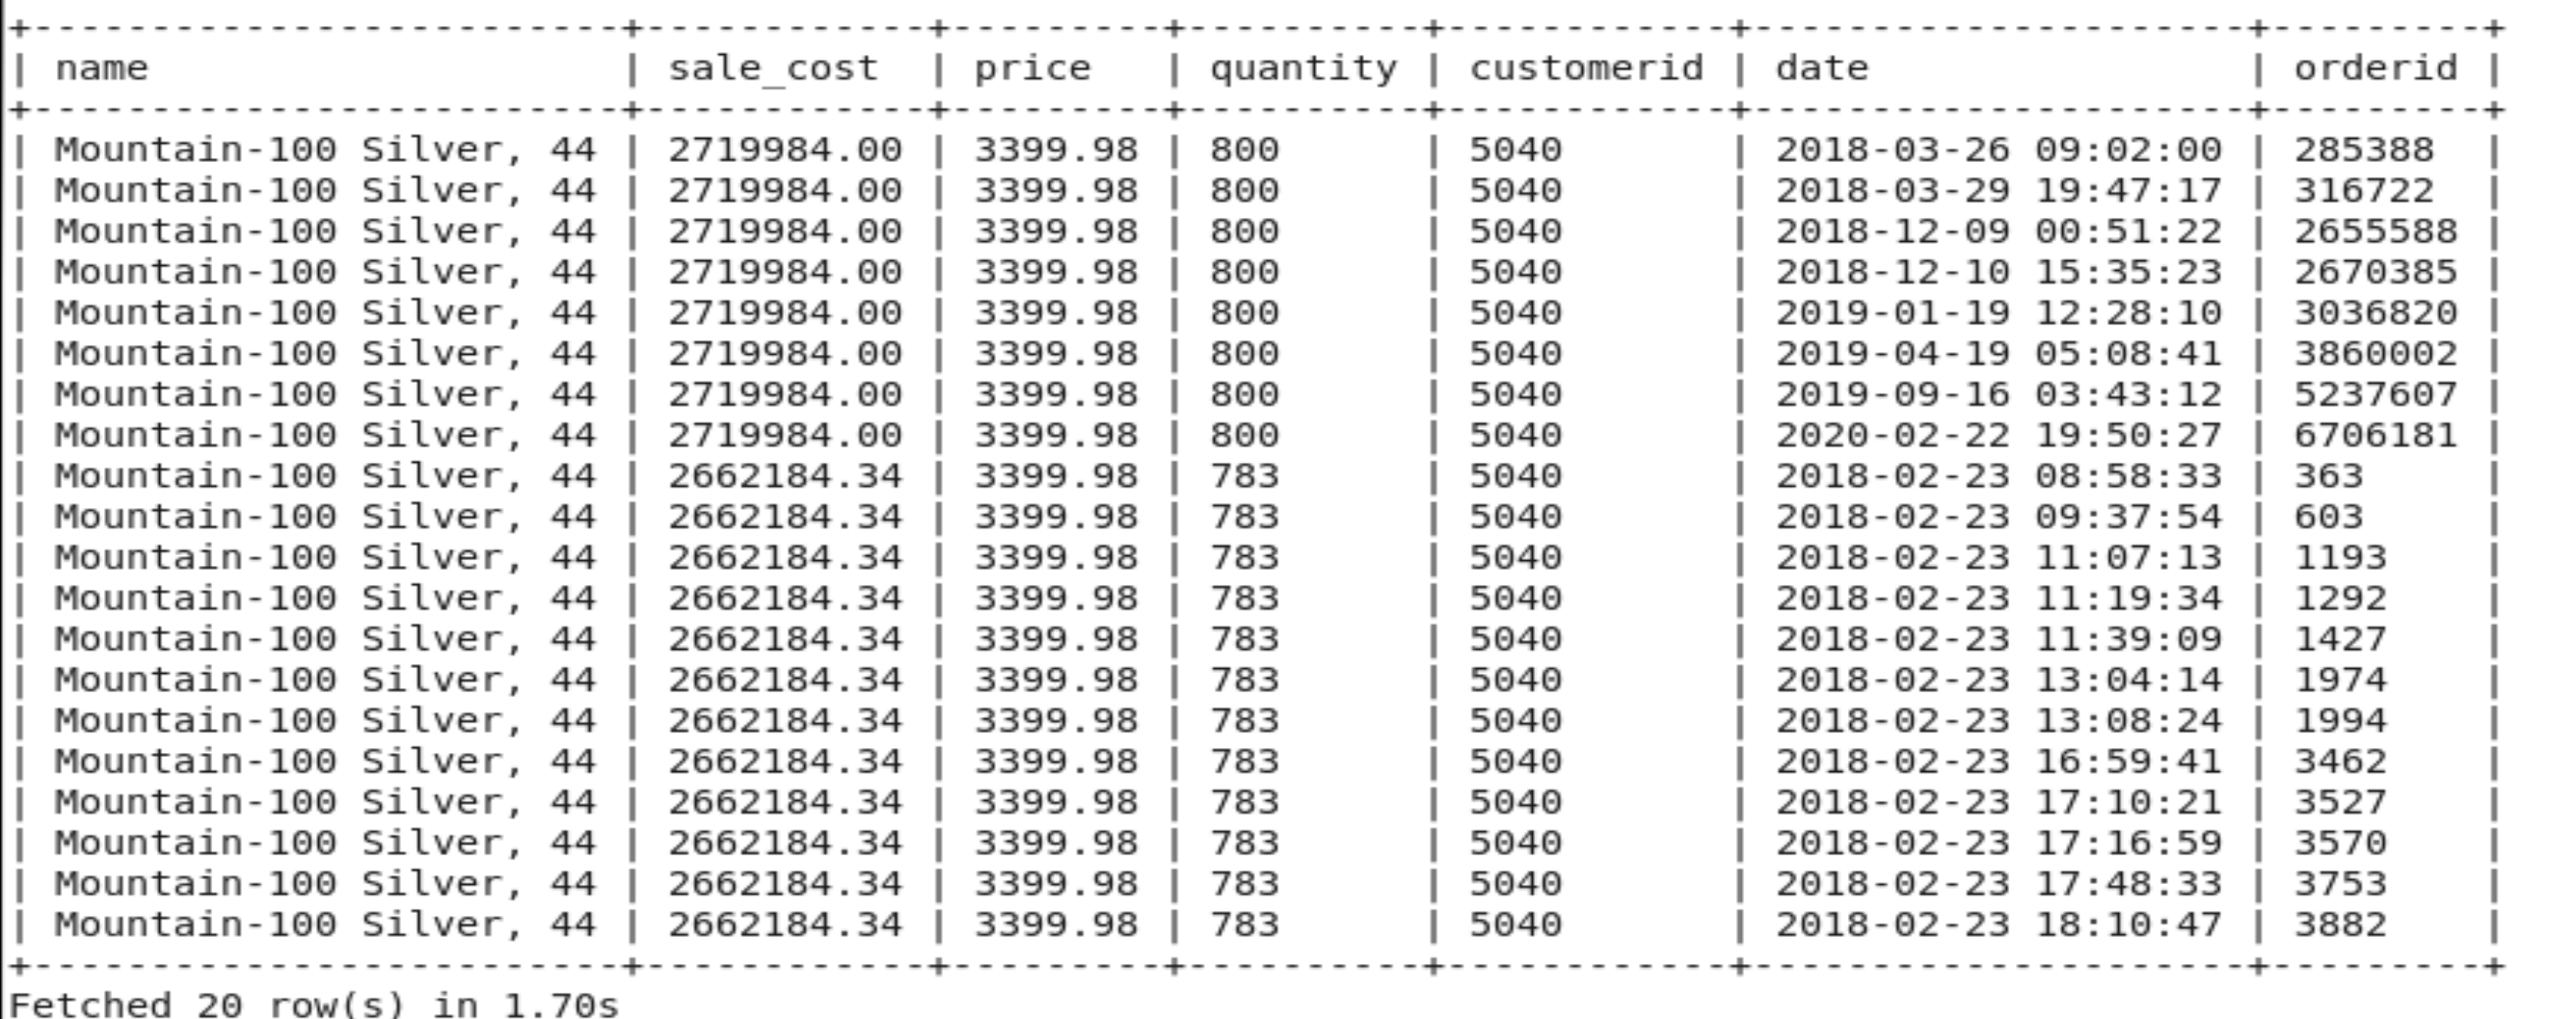 +--------------------------+-------------+---------+----------+------------+---------------------+---------+
| name                     | sale_cost   | price   | quantity | customerid | date                | orderid |
+--------------------------+-------------+---------+----------+------------+---------------------+---------+
| Mountain-100 Silver, 44 | 2719984.00 | 3399.98 | 800      | 5040       | 2018-03-26 09:02:00 | 285388  |
| Mountain-100 Silver, 44 | 2719984.00 | 3399.98 | 800      | 5040       | 2018-03-29 19:47:17 | 316722  |
| Mountain-100 Silver, 44 | 2719984.00 | 3399.98 | 800      | 5040       | 2018-12-09 00:51:22 | 2655588 |
| Mountain-100 Silver, 44 | 2719984.00 | 3399.98 | 800      | 5040       | 2018-12-10 15:35:23 | 2670385 |
| Mountain-100 Silver, 44 | 2719984.00 | 3399.98 | 800      | 5040       | 2019-01-19 12:28:10 | 3036820 |
| Mountain-100 Silver, 44 | 2719984.00 | 3399.98 | 800      | 5040       | 2019-04-19 05:08:41 | 3860002 |
| Mountain-100 Silver, 44 | 2719984.00 | 3399.98 | 800      | 5040       | 2019-09-16 03:43:12 | 5237607 |
| Mountain-100 Silver, 44 | 2719984.00 | 3399.98 | 800      | 5040       | 2020-02-22 19:50:27 | 6706181 |
| Mountain-100 Silver, 44 | 2662184.34 | 3399.98 | 783      | 5040       | 2018-02-23 08:58:33 | 363     |
| Mountain-100 Silver, 44 | 2662184.34 | 3399.98 | 783      | 5040       | 2018-02-23 09:37:54 | 603     |
| Mountain-100 Silver, 44 | 2662184.34 | 3399.98 | 783      | 5040       | 2018-02-23 11:07:13 | 1193    |
| Mountain-100 Silver, 44 | 2662184.34 | 3399.98 | 783      | 5040       | 2018-02-23 11:19:34 | 1292    |
| Mountain-100 Silver, 44 | 2662184.34 | 3399.98 | 783      | 5040       | 2018-02-23 11:39:09 | 1427    |
| Mountain-100 Silver, 44 | 2662184.34 | 3399.98 | 783      | 5040       | 2018-02-23 13:04:14 | 1974    |
| Mountain-100 Silver, 44 | 2662184.34 | 3399.98 | 783      | 5040       | 2018-02-23 13:08:24 | 1994    |
| Mountain-100 Silver, 44 | 2662184.34 | 3399.98 | 783      | 5040       | 2018-02-23 16:59:41 | 3462    |
| Mountain-100 Silver, 44 | 2662184.34 | 3399.98 | 783      | 5040       | 2018-02-23 17:10:21 | 3527    |
| Mountain-100 Silver, 44 | 2662184.34 | 3399.98 | 783      | 5040       | 2018-02-23 17:16:59 | 3570    |
| Mountain-100 Silver, 44 | 2662184.34 | 3399.98 | 783      | 5040       | 2018-02-23 17:48:33 | 3753    |
| Mountain-100 Silver, 44 | 2662184.34 | 3399.98 | 783      | 5040       | 2018-02-23 18:10:47 | 3882    |
+--------------------------+-------------+---------+----------+------------+---------------------+---------+
Fetched 20 row(s) in 1.70s